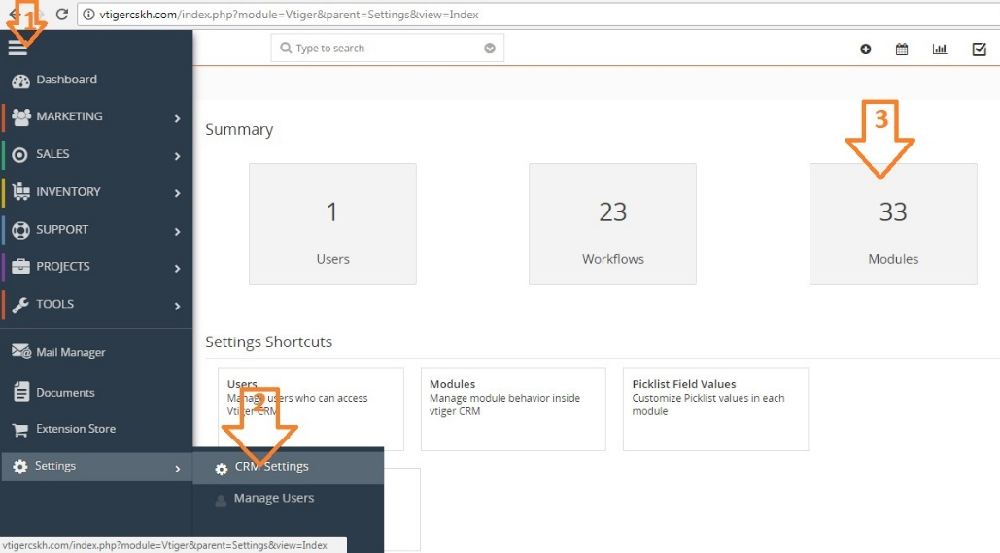 vtigercskh.com/index.php?module=Vtiger&parent=Settings&view=Index
1
Type to search
Dashboard
MARKETING
SALES
INVENTORY
SUPPORT
PROJECTS
TOOLS
Mail Manager
Documents
Extension Store
Settings
CRM Settings
Manage Users
Summary
3
1
Users
23
Workflows
33
Modules
Settings Shortcuts
Users
Manage users who can access
Vtiger CRM
2
Modules
Manage module behavior inside
vtiger CRM
Picklist Field Values
Customize Picklist values in each
module
vtigercskh.com/index.php?module=Vtiger&parent=Settings&view=Index